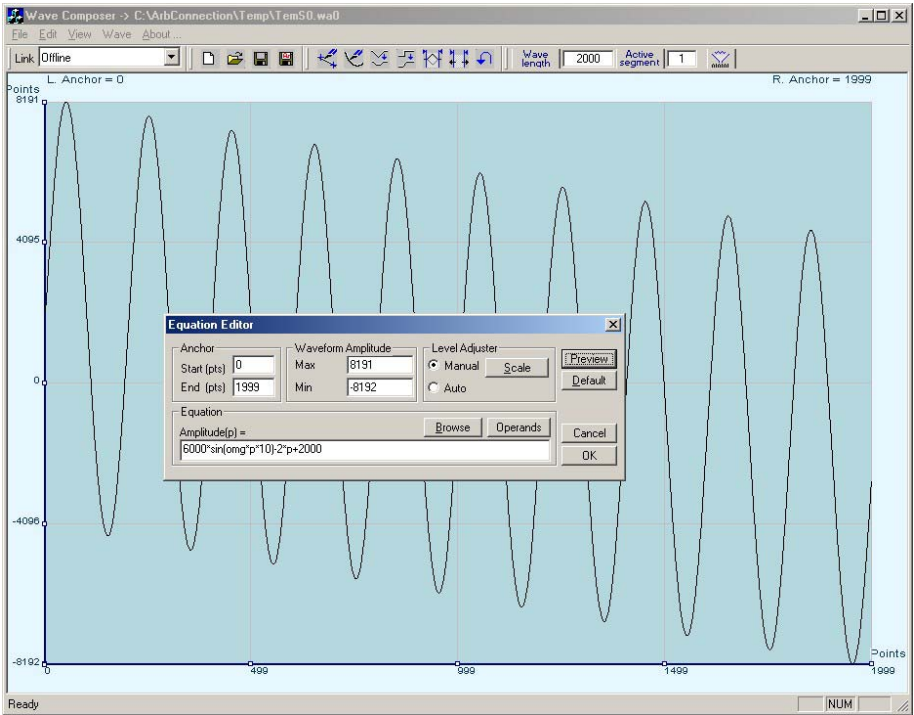 Wave Composer -> C:\ArbConnection\Temp\TemS0.wa0
File Edit View Wave About ...
Link Offline Wave length 2000 Active segment 1
L. Anchor = 0 R. Anchor = 1999
Points
8191
4095
0
-4096
-8192
0 499 999 1499 1999
Points
Equation Editor
Anchor
Start (pts) 0
End (pts) 1999
Waveform Amplitude
Max 8191
Min -8192
Level Adjuster
Manual Scale
Auto
Preview
Default
Equation
Browse Operands
Amplitude(p) =
6000*sin(omg*p*10)-2*p+2000
Cancel
OK
Ready NUM